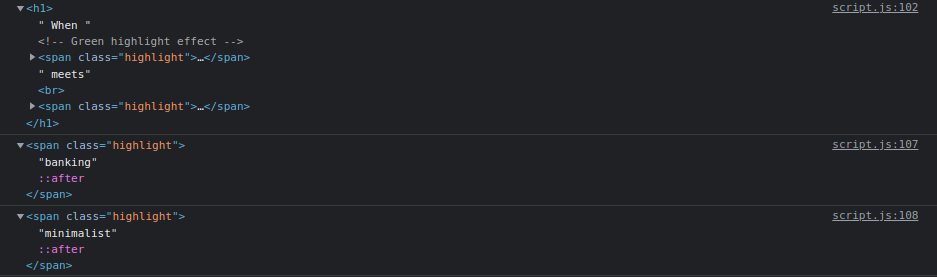 ▼<h1> script.js:102
" When "
<!-- Green highlight effect -->
▶<span class="highlight">…</span>
" meets"
<br>
▶<span class="highlight">…</span>
</h1>
▼<span class="highlight"> script.js:107
"banking"
::after
</span>
▼<span class="highlight"> script.js:108
"minimalist"
::after
</span>